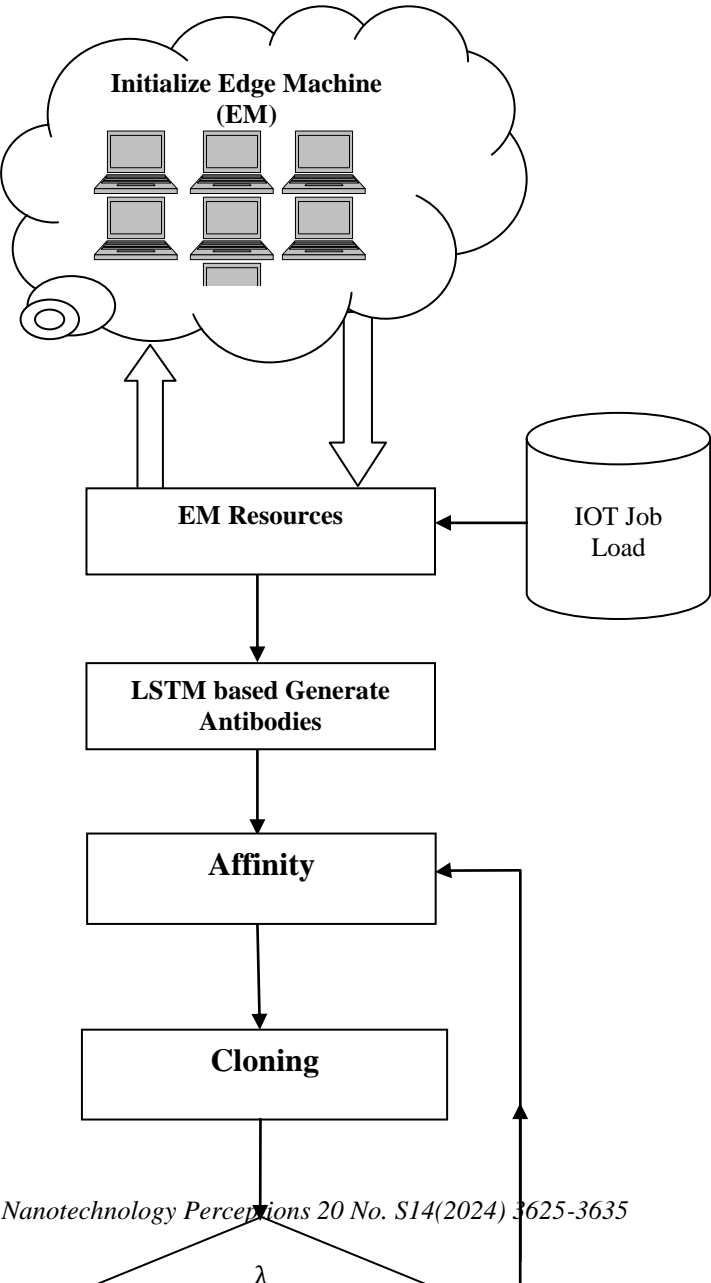 Initialize Edge Machine
(EM)
EM Resources
IOT Job
Load
LSTM based Generate
Antibodies
Affinity
Cloning
Nanotechnology Perceptions 20 No. S14(2024) 3625-3635
λ